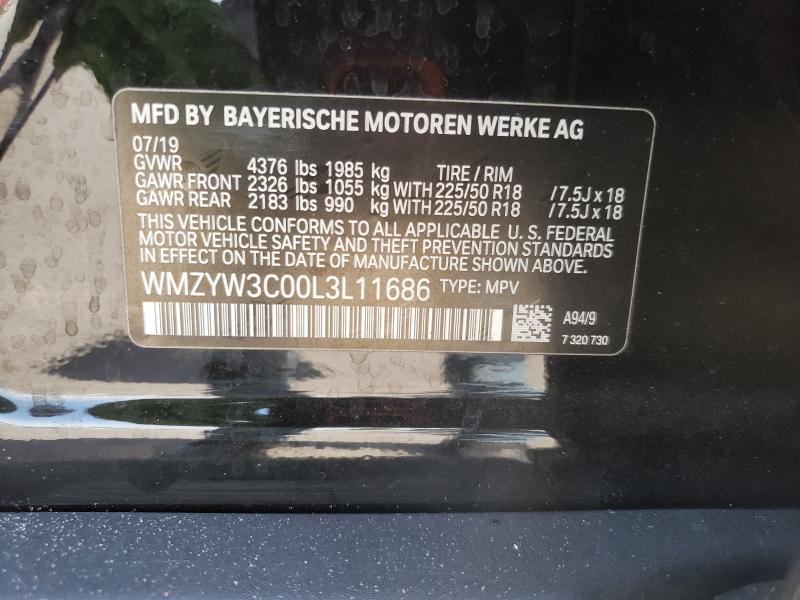 MFD BY BAYERISCHE MOTOREN WERKE AG
07/19
GVWR 4376 lbs 1985 kg TIRE / RIM
GAWR FRONT 2326 lbs 1055 kg WITH 225/50 R18 /7.5J x 18
GAWR REAR 2183 lbs 990 kg WITH 225/50 R18 /7.5J x 18
THIS VEHICLE CONFORMS TO ALL APPLICABLE U. S. FEDERAL
MOTOR VEHICLE SAFETY AND THEFT PREVENTION STANDARDS
IN EFFECT ON THE DATE OF MANUFACTURE SHOWN ABOVE.
WMZYW3C00L3L11686 TYPE: MPV
A94/9
7 320 730